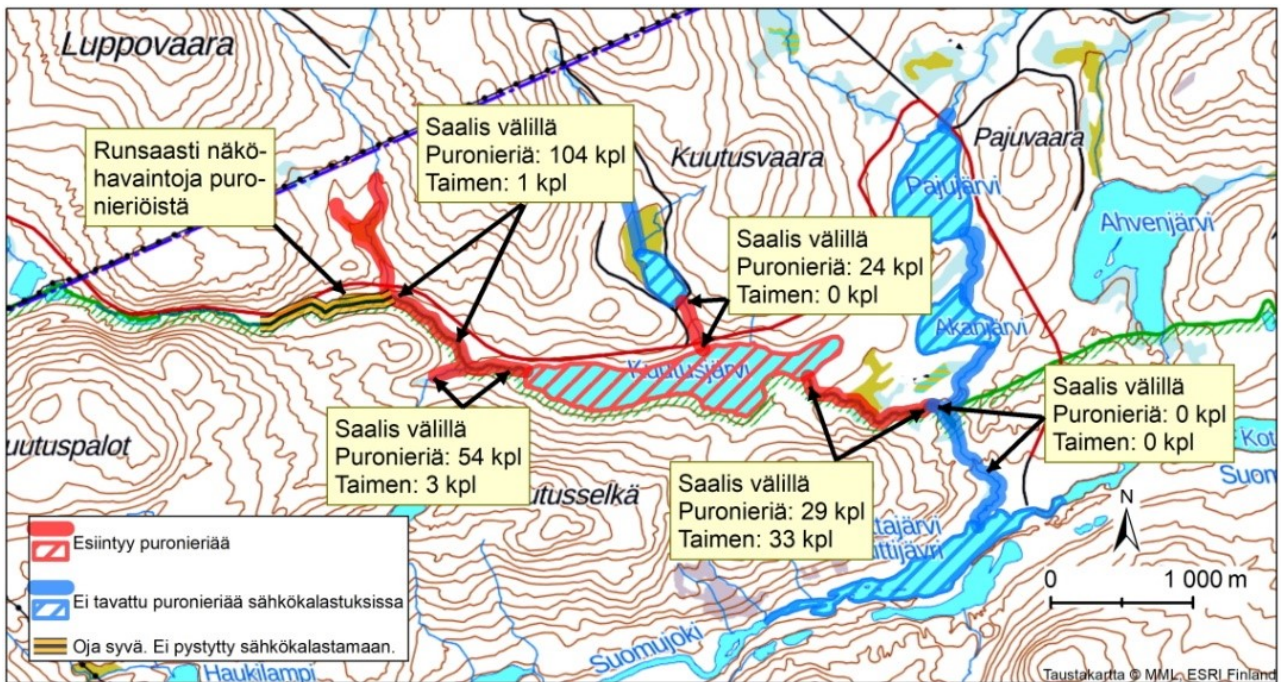 Luppovaara
Runsaasti näkö-
havaintoja puro-
nieriöistä
Saalis välillä
Puronieriä: 104 kpl
Taimen: 1 kpl
Kuutusvaara
Pajuvaara
Pajujärvi
Ahvenjärvi
Saalis välillä
Puronieriä: 24 kpl
Taimen: 0 kpl
Akanjärvi
Kuutusjärvi
Saalis välillä
Puronieriä: 0 kpl
Taimen: 0 kpl
Saalis välillä
Puronieriä: 54 kpl
Taimen: 3 kpl
uutuspalot
utusselkä
Saalis välillä
Puronieriä: 29 kpl
Taimen: 33 kpl
Kot
Suom
tajärvi
ittijävri
N
0 1 000 m
Esiintyy puronieriää
Ei tavattu puronieriää sähkökalastuksissa
Oja syvä. Ei pystytty sähkökalastamaan.
Suomujoki
Haukilampi
Taustakartta © MML, ESRI Finland